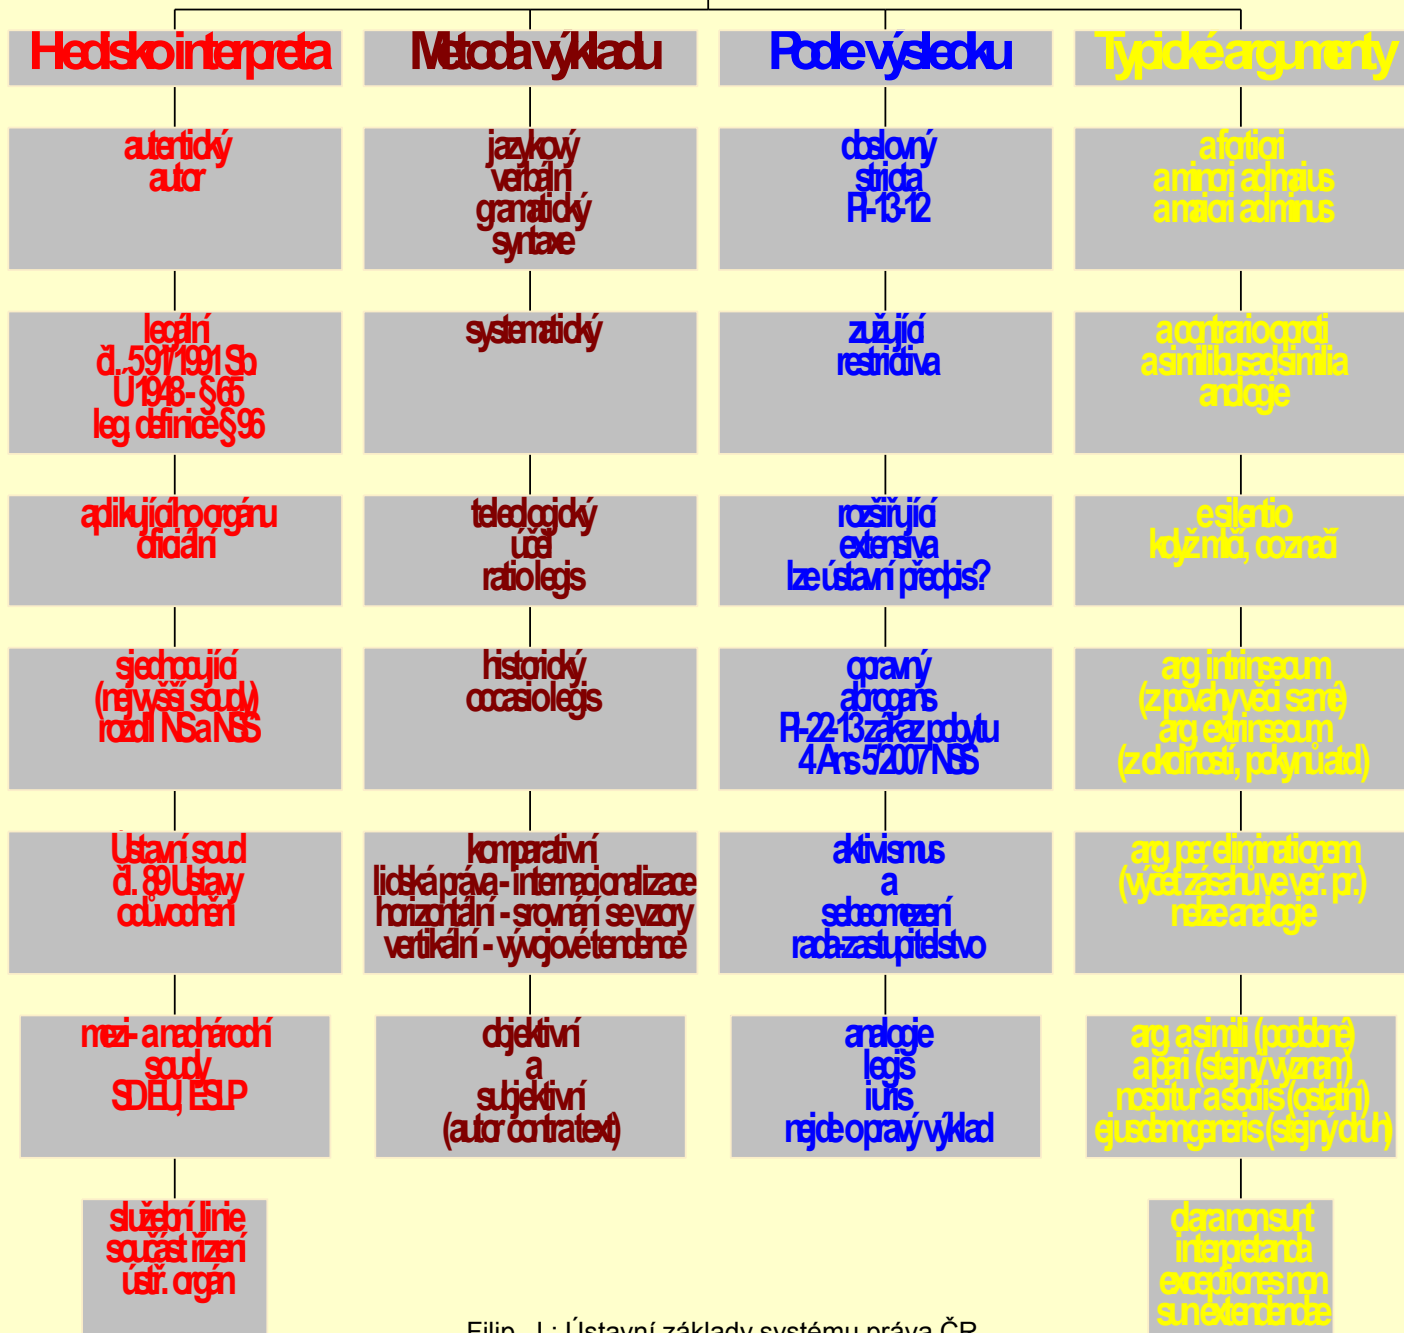 Hledisko interpreta
autentický
autor
legální
čl. 591/1991 Sb.
Ú 1948 - § 65
leg. definice § 96
aplikujícího orgánu
oficiální
sjednocující
(nejvyšší soudy)
rozdíl NS a NSS
Ústavní soud
čl. 89 Ústavy
odůvodnění
mezi- a nadnárodní
soudy
SDEU, ESLP
služební linie
součást řízení
ústř. orgán
Metoda výkladu
jazykový
verbální
gramatický
syntaxe
systematický
teleologický
účel
ratio legis
historický
occasio legis
komparativní
lidská práva - internacionalizace
horizontální - srovnání se vzory
vertikální - vývojové tendence
objektivní
a
subjektivní
(autor contra text)
Podle výsledku
doslovný
stricta
Pl-13-12
zužující
restrictiva
rozšiřující
extensiva
lze ústavní předpis?
opravný
abrogans
Pl-22-13 zákaz pobytu
4 Ans 5/2007 NSS
aktivismus
a
sebeomezení
rada-zastupitelstvo
analogie
legis
iuris
nejde o pravý výklad
Typické argumenty
a fortiori
a minori ad maius
a maiori ad minus
a contrario oproti
a similibus ad similia
analogie
e silentio
když mlčí, co značí
arg. intrinsecum
(z povahy věci samé)
arg. extrinsecum
(z okolností, pokynů atd.)
arg. per eliminationem
(výčet zásahů ve veř. pr.)
nelze analogie
arg. a simili (podobné)
a pari (stejný význam)
noscitur a sociis (ostatní)
ejusdem generis (stejný druh)
clara non sunt
interpretanda
exceptiones non
sun extendendae
Filip, J.: Ústavní základy systému práva ČR